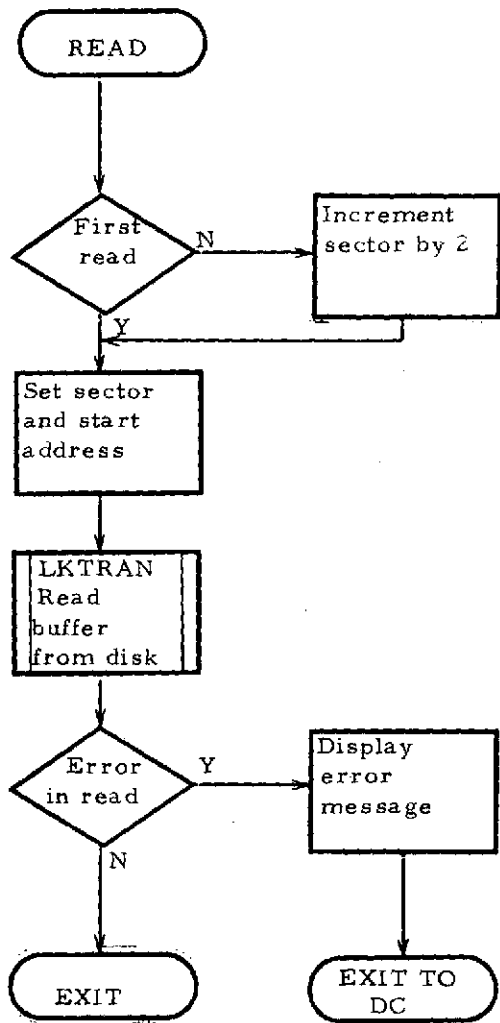 READ
First
read
N
Increment
sector by 2
Y
Set sector
and start
address
LKTRAN
Read
buffer
from disk
Error
in read
Y
Display
error
message
N
EXIT
EXIT TO
DC